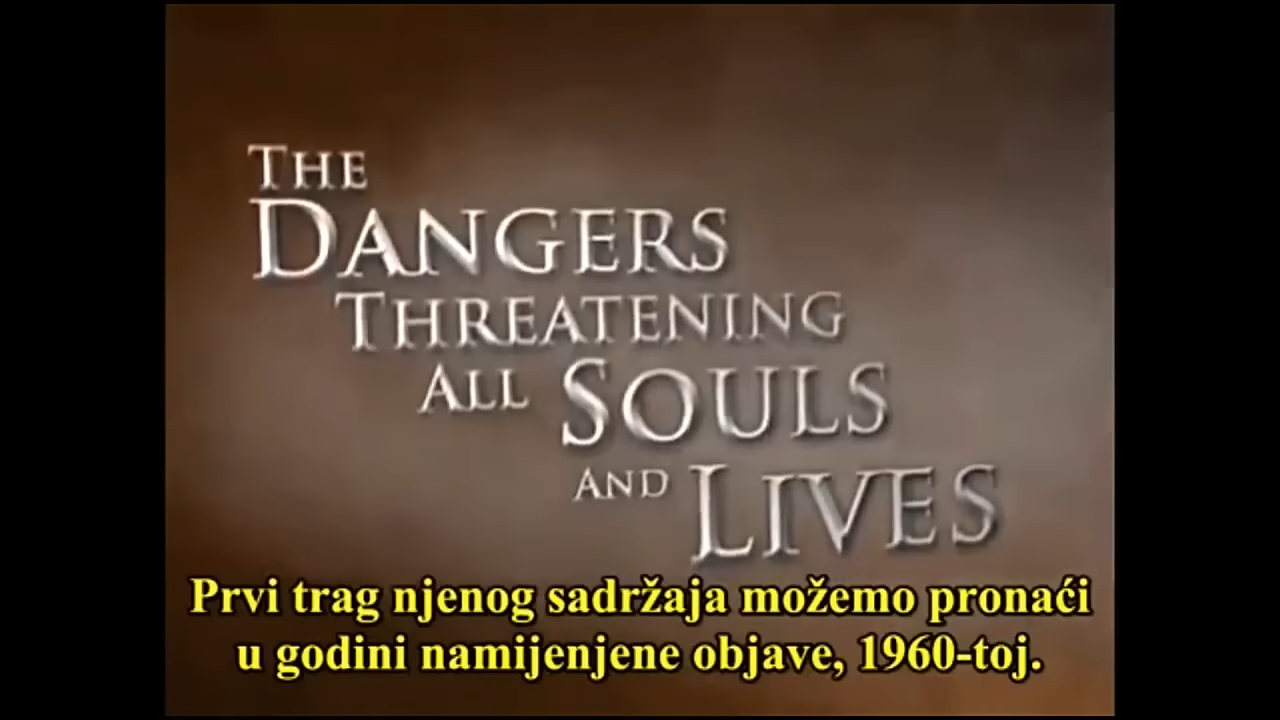 THE
DANGERS
THREATENING
ALL SOULS
AND LIVES
Prvi trag njenog sadržaja možemo pronaći
u godini namijenjene objave, 1960-toj.